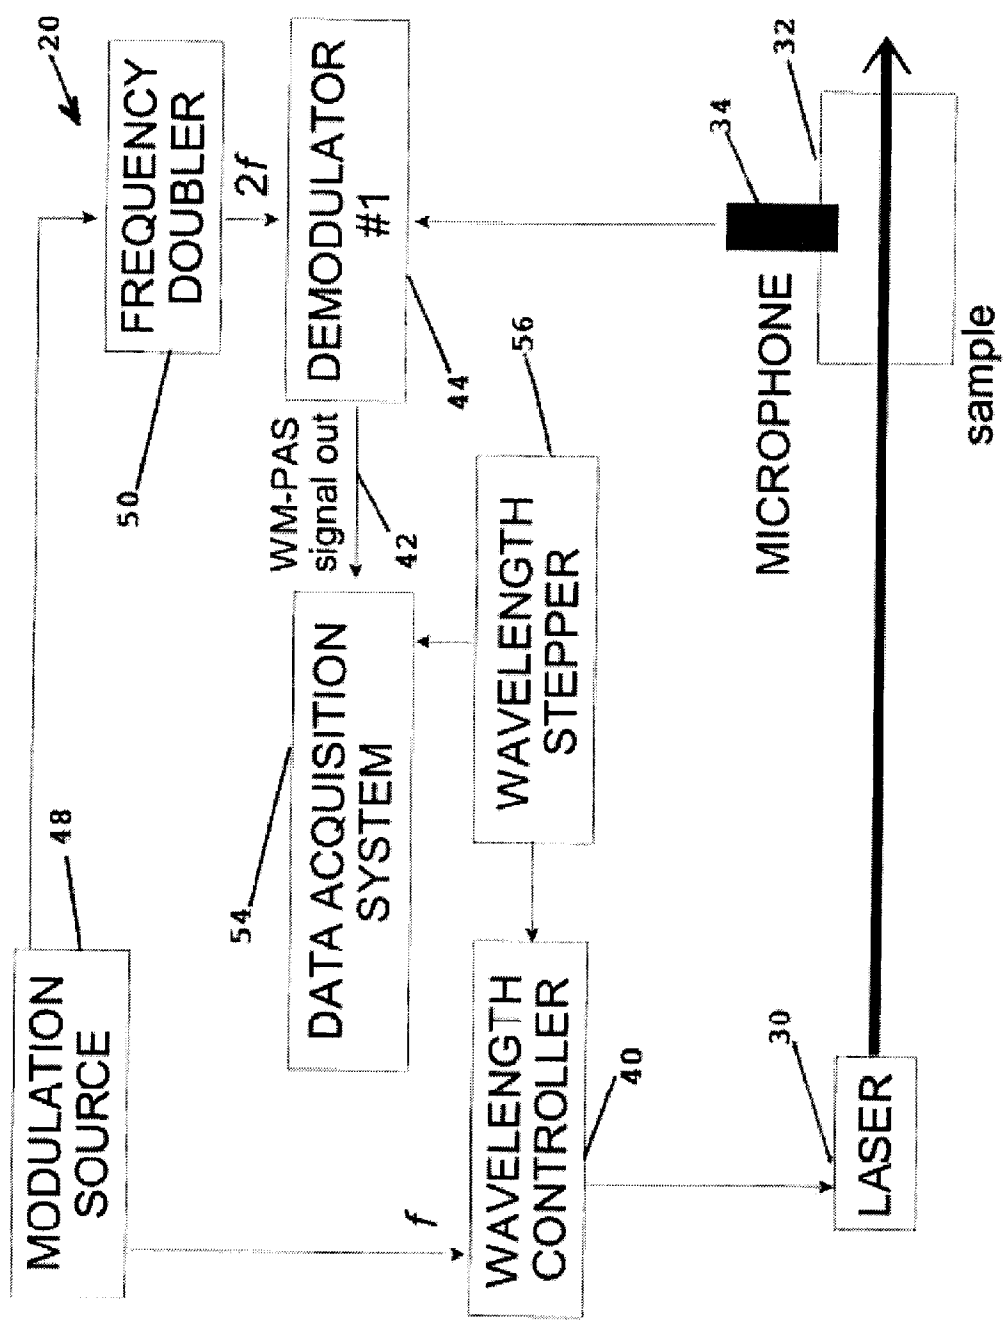 20
MODULATION
SOURCE
48
FREQUENCY
DOUBLER
50
2f
DEMODULATOR
#1
44
WM-PAS
signal out
42
DATA ACQUISITION
SYSTEM
54
f
WAVELENGTH
CONTROLLER
40
WAVELENGTH
STEPPER
56
MICROPHONE
34
32
30
LASER
sample